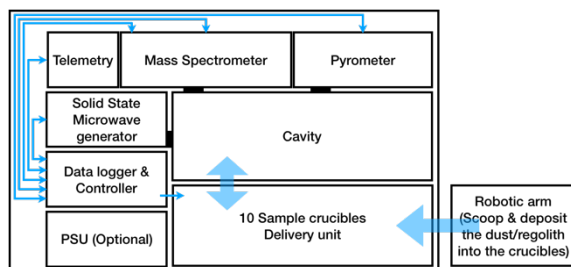 Telemetry
Mass Spectrometer
Pyrometer
Solid State
Microwave
generator
Cavity
Data logger &
Controller
10 Sample crucibles
Delivery unit
PSU (Optional)
Robotic arm
(Scoop & deposit
the dust/regolith
into the crucibles)